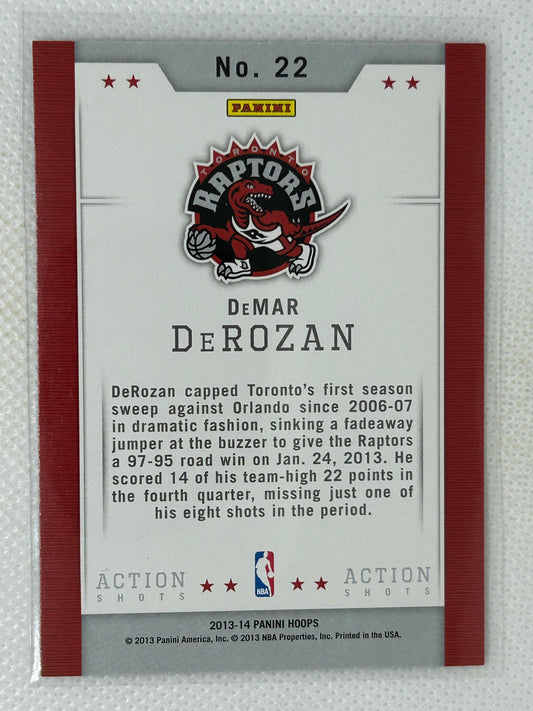 No. 22
PANINI
TORONTO
RAPTORS
DEMAR
DEROZAN
DeRozan capped Toronto's first season
sweep against Orlando since 2006-07
in dramatic fashion, sinking a fadeaway
jumper at the buzzer to give the Raptors
a 97-95 road win on Jan. 24, 2013. He
scored 14 of his team-high 22 points in
the fourth quarter, missing just one of
his eight shots in the period.
ACTION
SHOTS
NBA
ACTION
SHOTS
2013-14 PANINI HOOPS
© 2013 Panini America, Inc. © 2013 NBA Properties, Inc. Printed in the USA.